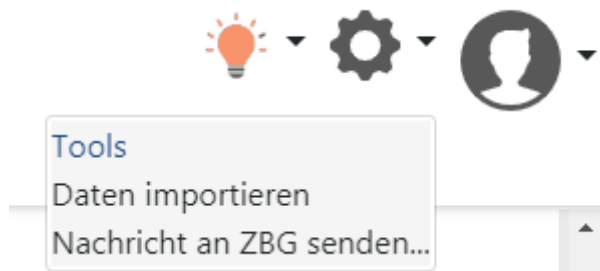 Tools
Daten importieren
Nachricht an ZBG senden...